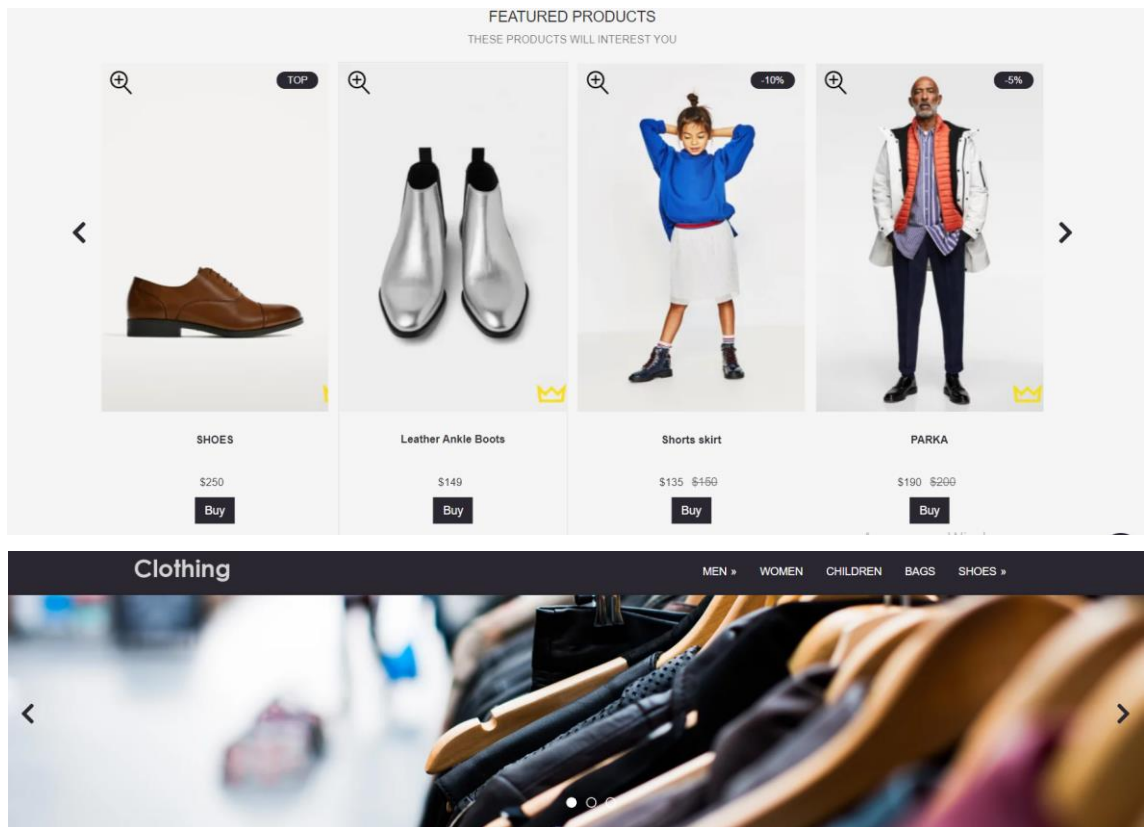 FEATURED PRODUCTS
THESE PRODUCTS WILL INTEREST YOU
TOP
-10%
-5%
SHOES
Leather Ankle Boots
Shorts skirt
PARKA
$250
$149
$135 $150
$190 $200
Buy
Buy
Buy
Buy
Clothing
MEN » WOMEN CHILDREN BAGS SHOES »